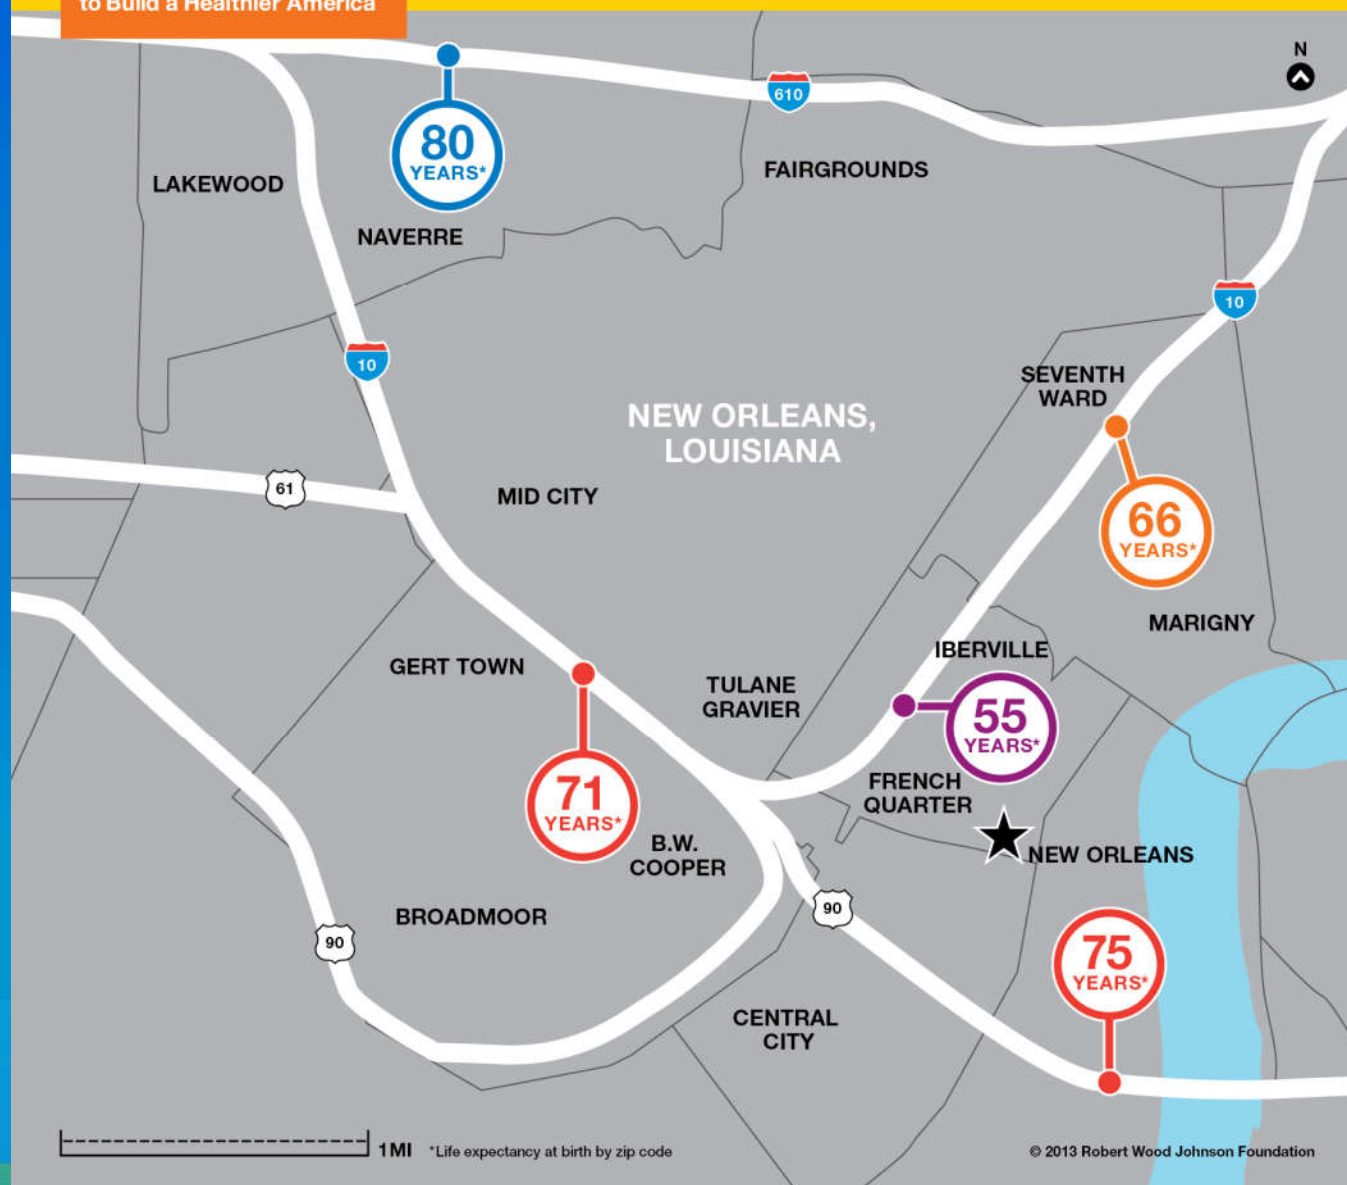 to Build a Healthier America
N
610
80
YEARS*
FAIRGROUNDS
LAKEWOOD
NAVERRE
10
10
SEVENTH
WARD
NEW ORLEANS,
LOUISIANA
61
MID CITY
66
YEARS*
MARIGNY
IBERVILLE
GERT TOWN
TULANE
GRAVIER
55
YEARS*
71
YEARS*
FRENCH
QUARTER
B.W.
COOPER
NEW ORLEANS
BROADMOOR
90
90
75
YEARS*
CENTRAL
CITY
1MI *Life expectancy at birth by zip code
© 2013 Robert Wood Johnson Foundation